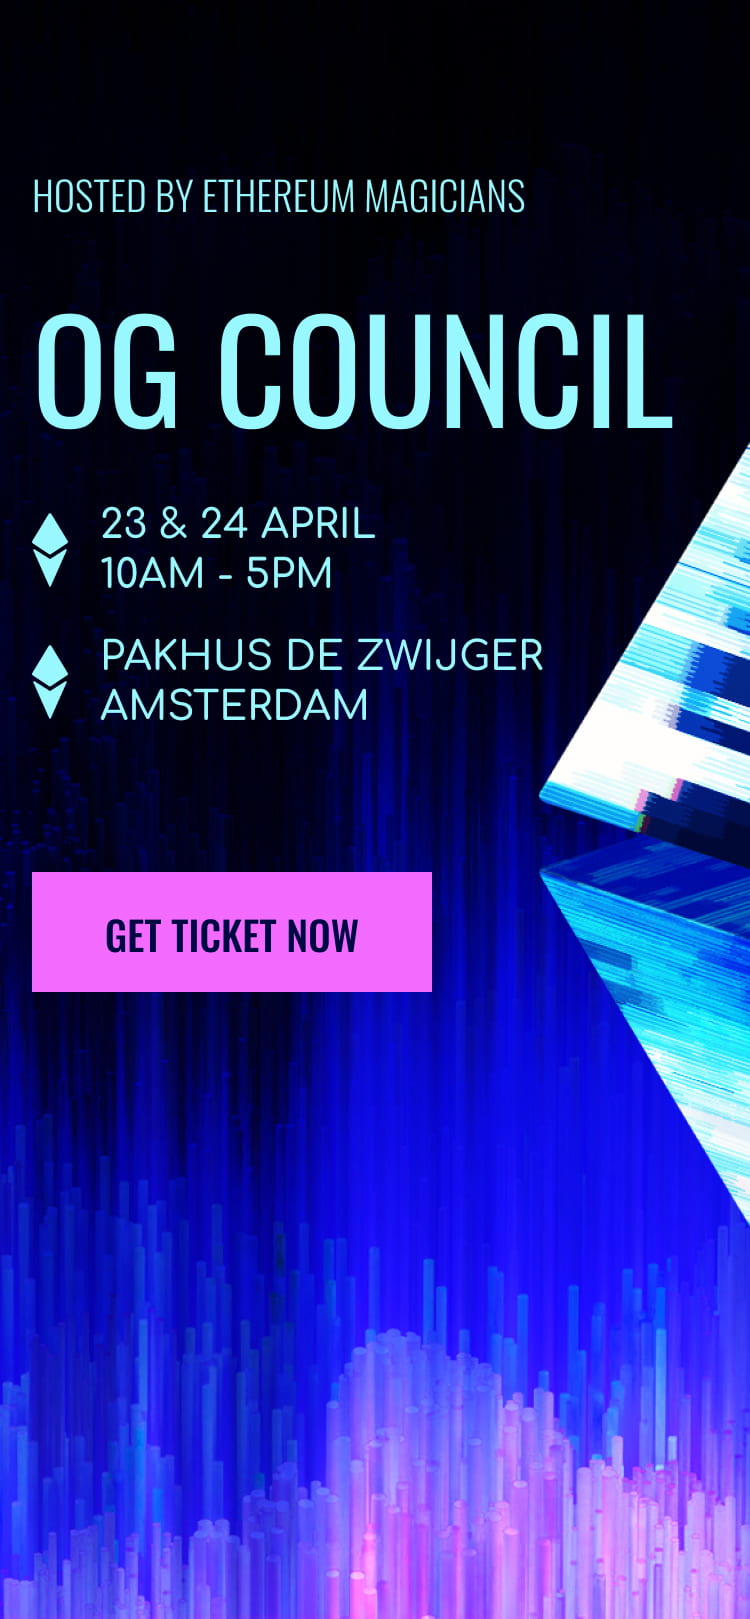 HOSTED BY ETHEREUM MAGICIANS
OG COUNCIL
23 & 24 APRIL
10AM - 5PM
PAKHUS DE ZWIJGER
AMSTERDAM
GET TICKET NOW